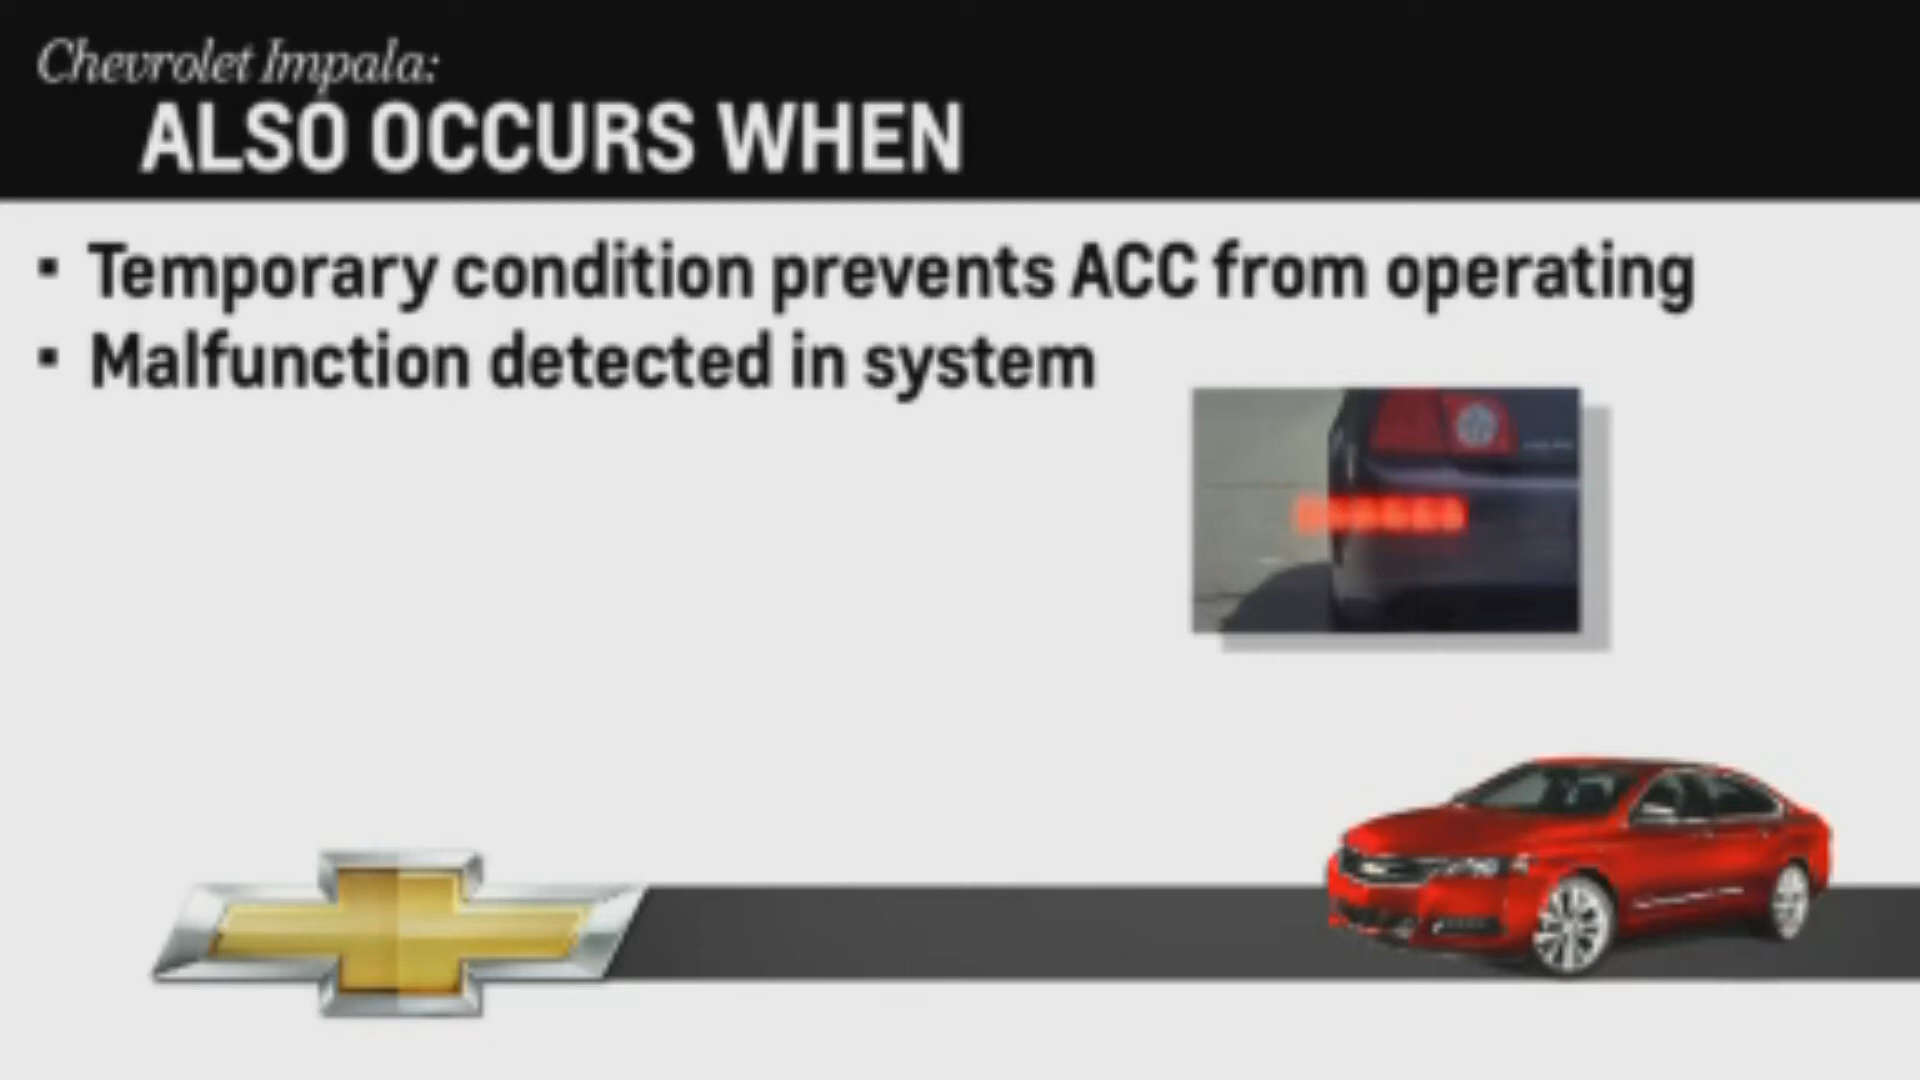 Chevrolet Impala:
ALSO OCCURS WHEN
▪ Temporary condition prevents ACC from operating
▪ Malfunction detected in system